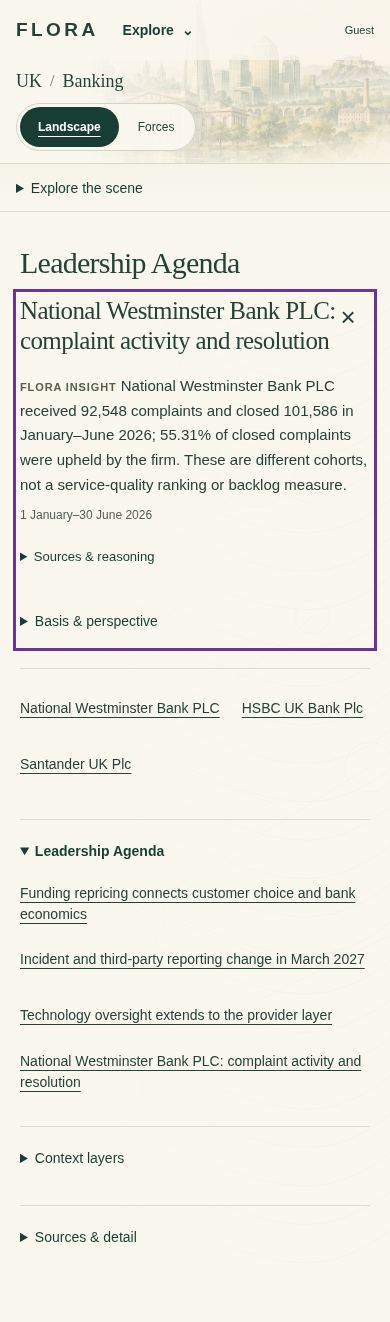 FLORA Explore Guest
UK / Banking
Landscape Forces
Explore the scene
Leadership Agenda
National Westminster Bank PLC:
complaint activity and resolution
FLORA INSIGHT National Westminster Bank PLC
received 92,548 complaints and closed 101,586 in
January–June 2026; 55.31% of closed complaints
were upheld by the firm. These are different cohorts,
not a service-quality ranking or backlog measure.
1 January–30 June 2026
Sources & reasoning
Basis & perspective
National Westminster Bank PLC HSBC UK Bank Plc
Santander UK Plc
Leadership Agenda
Funding repricing connects customer choice and bank
economics
Incident and third-party reporting change in March 2027
Technology oversight extends to the provider layer
National Westminster Bank PLC: complaint activity and
resolution
Context layers
Sources & detail